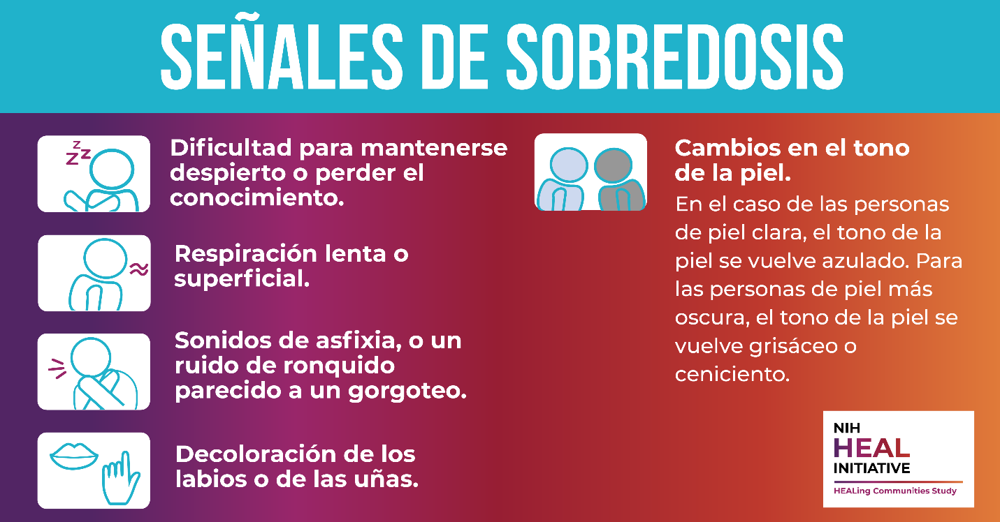 SEÑALES DE SOBREDOSIS
z
z
z
Dificultad para mantenerse
despierto o perder el
conocimiento.
Respiración lenta o
superficial.
Sonidos de asfixia, o un
ruido de ronquido
parecido a un gorgoteo.
Decoloración de los
labios o de las uñas.
Cambios en el tono
de la piel.
En el caso de las personas
de piel clara, el tono de la
piel se vuelve azulado. Para
las personas de piel más
oscura, el tono de la piel se
vuelve grisáceo o
ceniciento.
NIH
HEAL
INITIATIVE
HEALing Communities Study